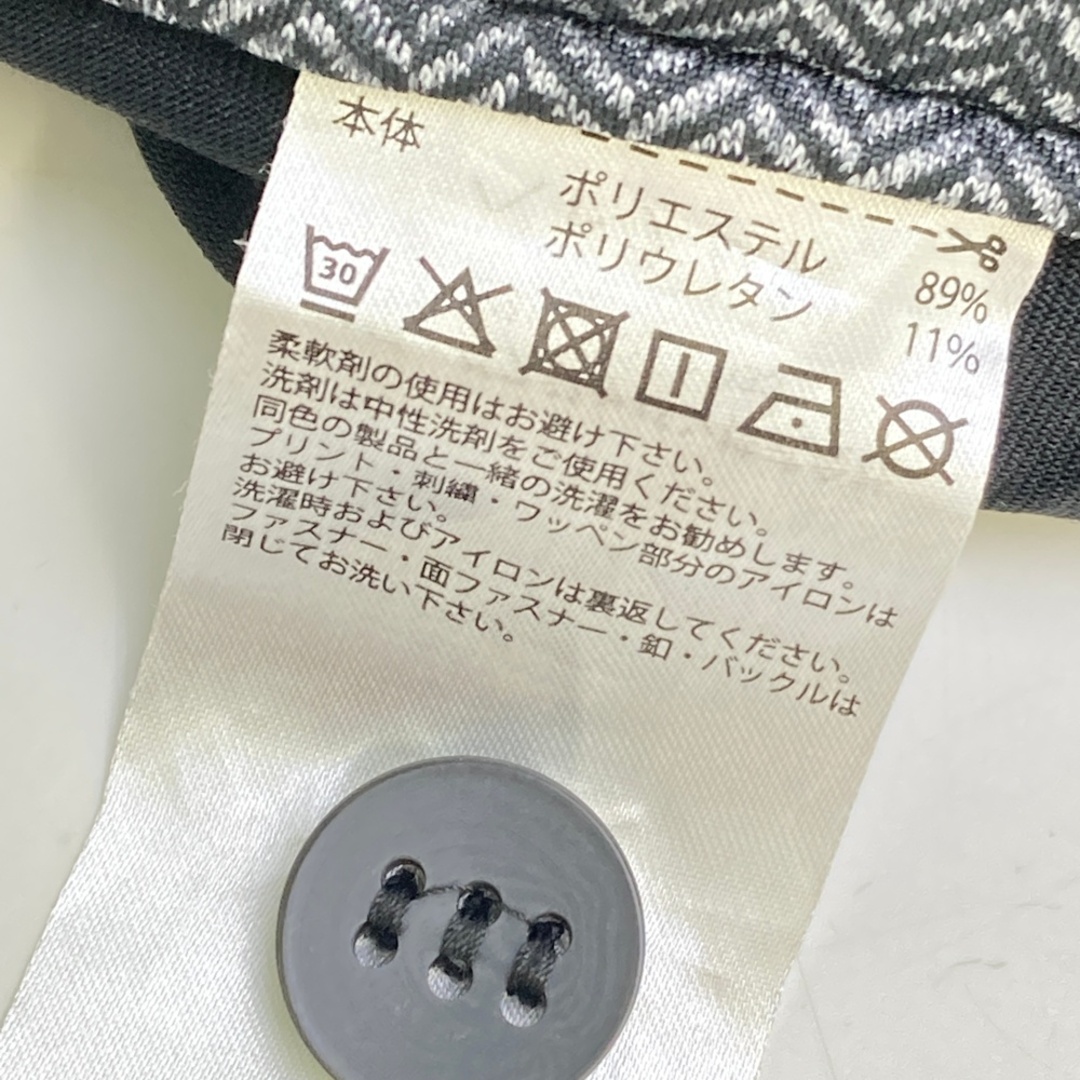 本体
ポリエステル 89%
ポリウレタン 11%
30
柔軟剤の使用はお避け下さい。
洗剤は中性洗剤をご使用ください。
同色の製品と一緒の洗濯をお勧めします。
プリント・刺繍・ワッペン部分のアイロンは
お避け下さい。
洗濯時およびアイロンは裏返してください。
ファスナー・面ファスナー・釦・バックルは
閉じてお洗い下さい。